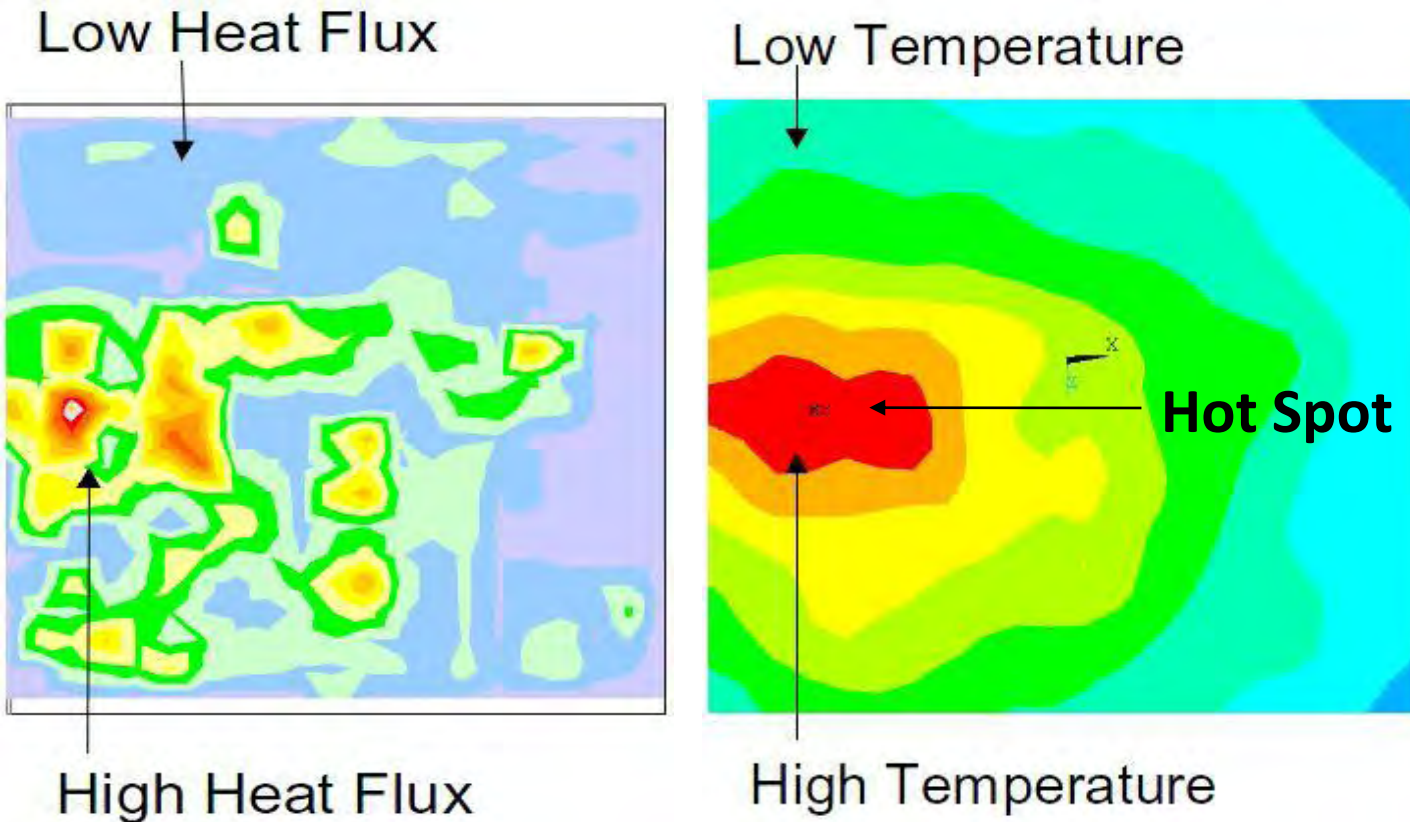 Low Heat Flux
Low Temperature
X
Hot Spot
High Heat Flux
High Temperature